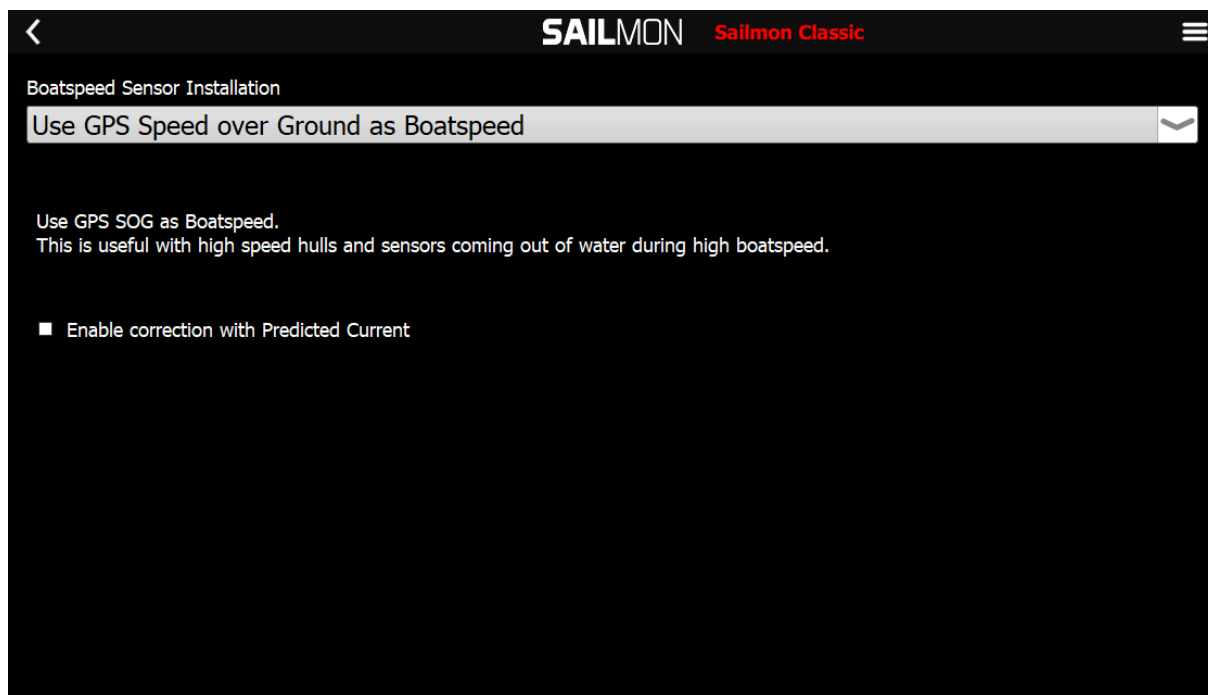 SAILMON Sailmon Classic
Boatspeed Sensor Installation
Use GPS Speed over Ground as Boatspeed
Use GPS SOG as Boatspeed.
This is useful with high speed hulls and sensors coming out of water during high boatspeed.
Enable correction with Predicted Current